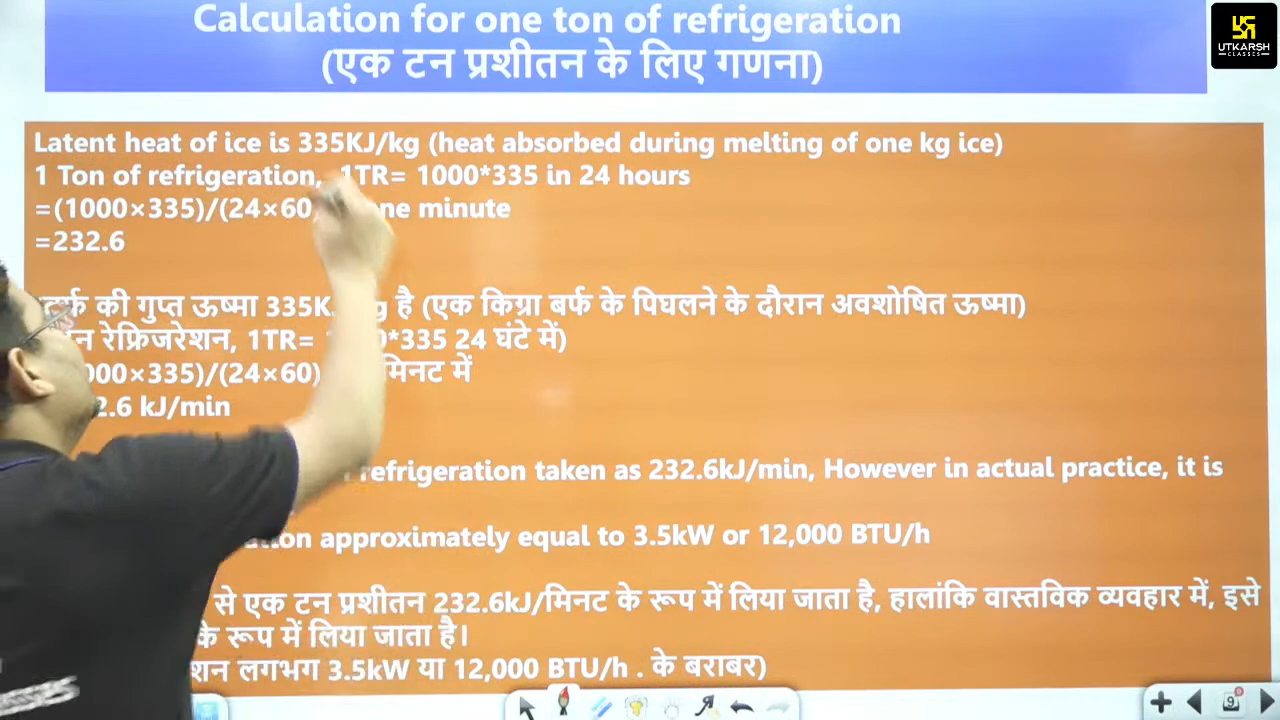 Calculation for one ton of refrigeration
(एक टन प्रशीतन के लिए गणना)
UTKARSH
CLASSES
Latent heat of ice is 335KJ/kg (heat absorbed during melting of one kg ice)
1 Ton of refrigeration, 1TR= 1000*335 in 24 hours
=(1000×335)/(24×60) minute
=232.6
की गुप्त ऊष्मा 335K है (एक किग्रा बर्फ के पिघलने के दौरान अवशोषित ऊष्मा)
रेफ्रिजरेशन, 1TR= *335 24 घंटे में)
000×335)/(24×60) मिनट में
2.6 kJ/min
refrigeration taken as 232.6kJ/min, However in actual practice, it is
approximately equal to 3.5kW or 12,000 BTU/h
से एक टन प्रशीतन 232.6kJ/मिनट के रूप में लिया जाता है, हालांकि वास्तविक व्यवहार में, इसे
के रूप में लिया जाता है।
लगभग 3.5kW या 12,000 BTU/h . के बराबर)
9